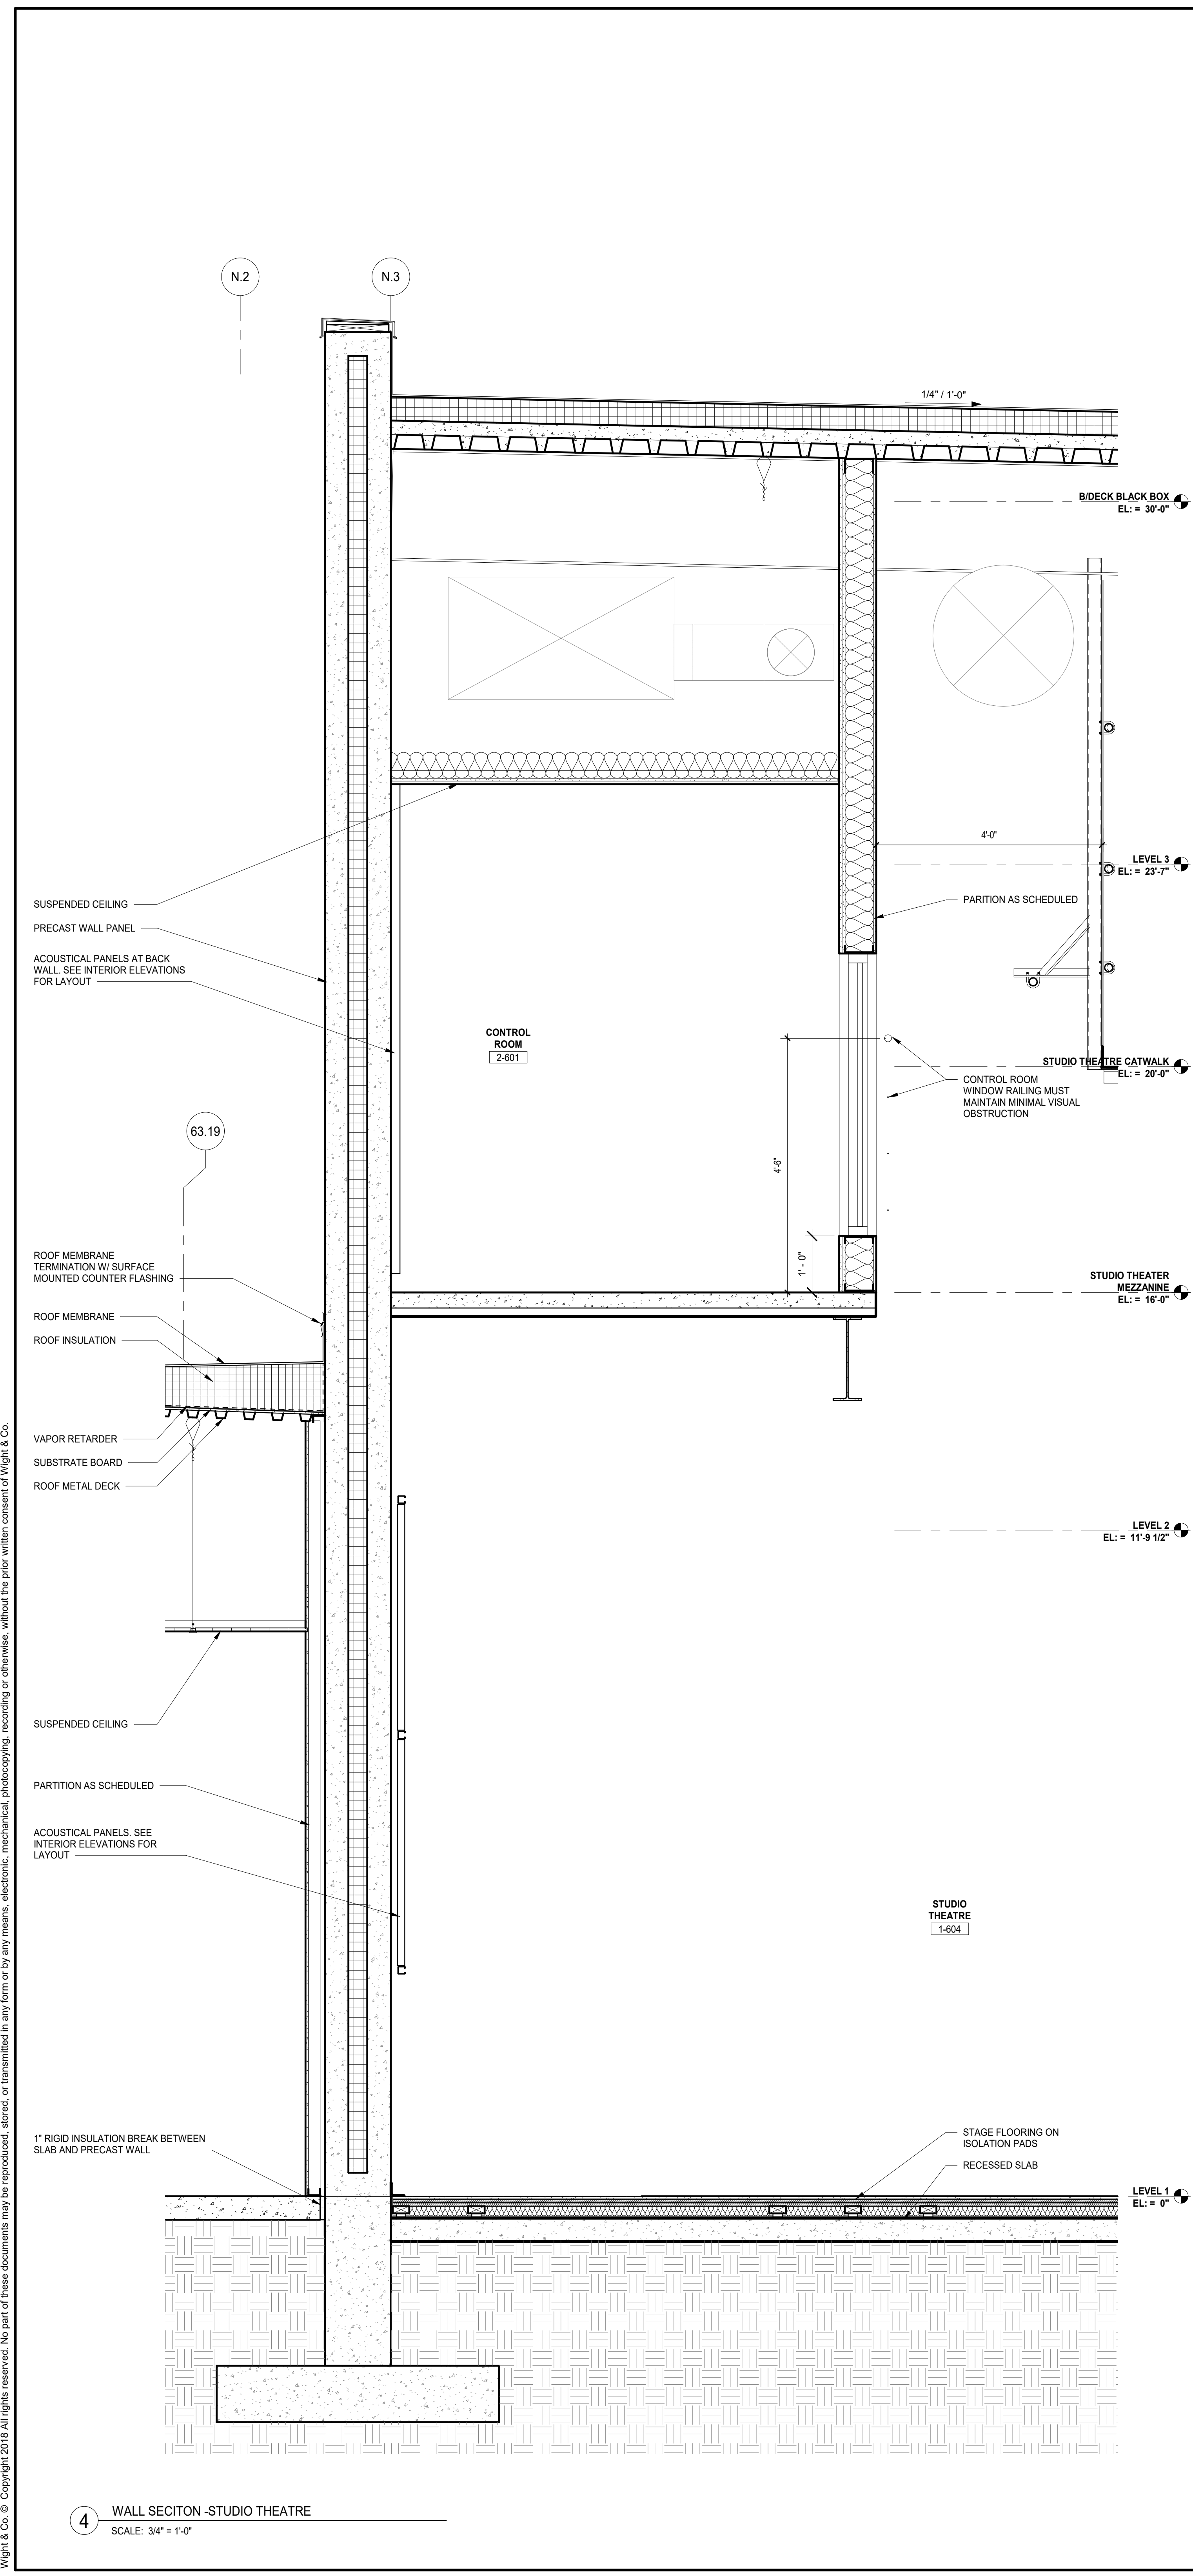 N.2
N.3
1/4" / 1'-0"
B/DECK BLACK BOX
EL: = 30'-0"
4'-0"
LEVEL 3
EL: = 23'-7"
SUSPENDED CEILING
PRECAST WALL PANEL
ACOUSTICAL PANELS AT BACK
WALL. SEE INTERIOR ELEVATIONS
FOR LAYOUT
PARITION AS SCHEDULED
CONTROL
ROOM
2-601
STUDIO THEATRE CATWALK
EL: = 20'-0"
CONTROL ROOM
WINDOW RAILING MUST
MAINTAIN MINIMAL VISUAL
OBSTRUCTION
63.19
4'-6"
1' - 0"
ROOF MEMBRANE
TERMINATION W/ SURFACE
MOUNTED COUNTER FLASHING
ROOF MEMBRANE
ROOF INSULATION
STUDIO THEATER
MEZZANINE
EL: = 16'-0"
VAPOR RETARDER
SUBSTRATE BOARD
ROOF METAL DECK
LEVEL 2
EL: = 11'-9 1/2"
SUSPENDED CEILING
PARTITION AS SCHEDULED
ACOUSTICAL PANELS. SEE
INTERIOR ELEVATIONS FOR
LAYOUT
STUDIO
THEATRE
1-604
1" RIGID INSULATION BREAK BETWEEN
SLAB AND PRECAST WALL
STAGE FLOORING ON
ISOLATION PADS
RECESSED SLAB
LEVEL 1
EL: = 0"
4
WALL SECITON -STUDIO THEATRE
SCALE: 3/4" = 1'-0"
Wight & Co. © Copyright 2018 All rights reserved. No part of these documents may be reproduced, stored, or transmitted in any form or by any means, electronic, mechanical, photocopying, recording or otherwise, without the prior written consent of Wight & Co.